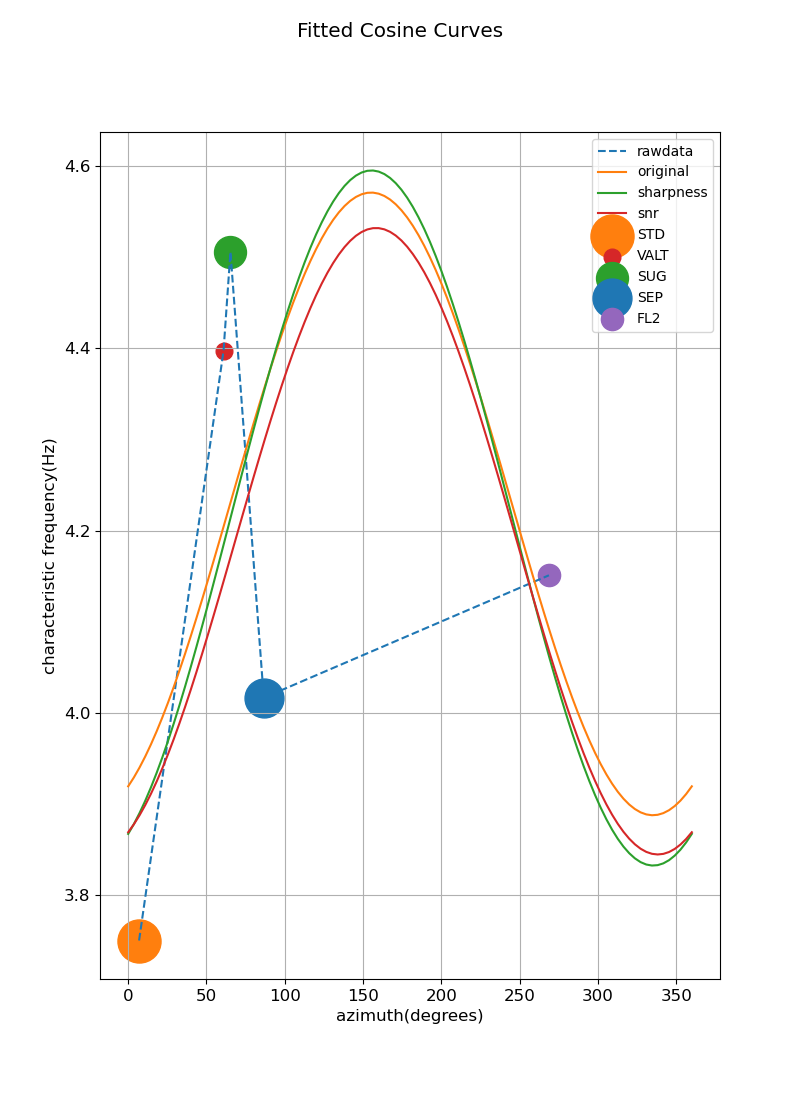 Fitted Cosine Curves
rawdata
original
sharpness
snr
STD
VALT
SUG
SEP
FL2
4.6
4.4
4.2
4.0
3.8
characteristic frequency(Hz)
0 50 100 150 200 250 300 350
azimuth(degrees)